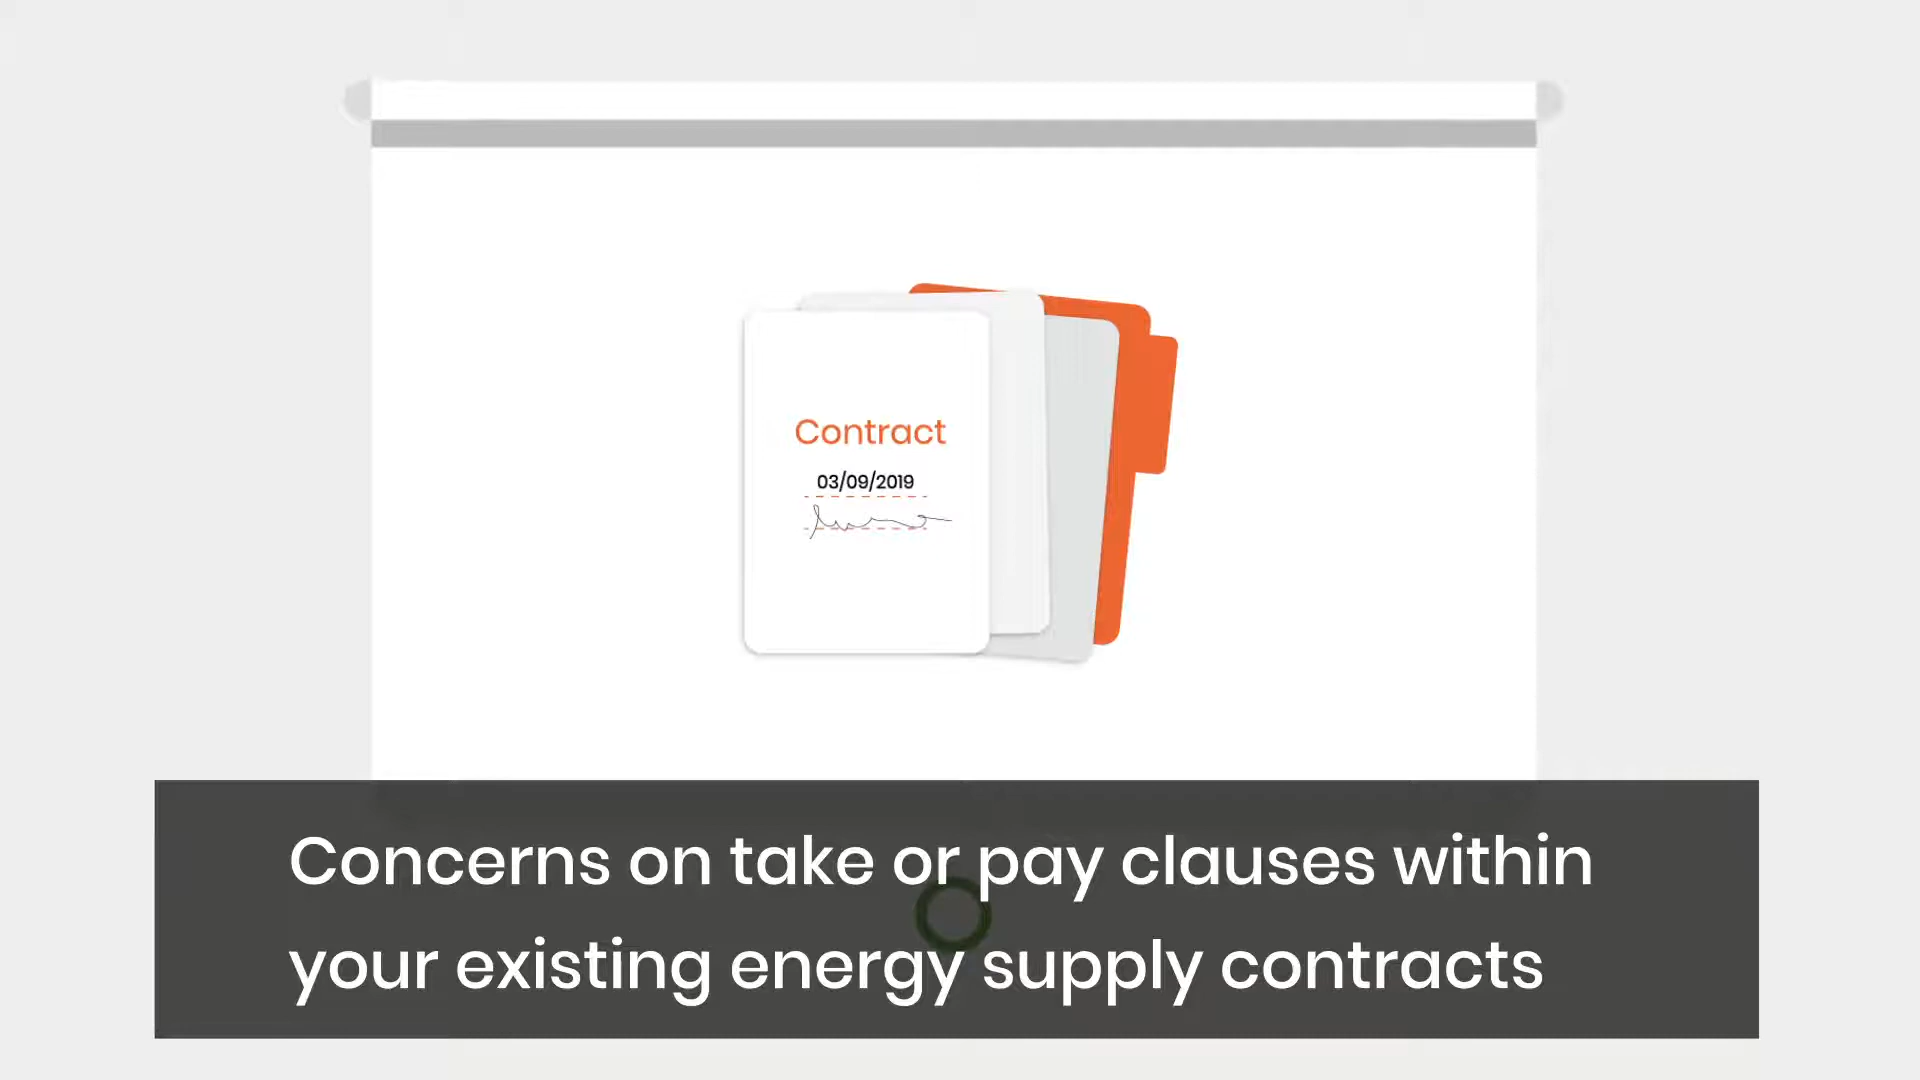 Contract
03/09/2019
Concerns on take or pay clauses within
your existing energy supply contracts